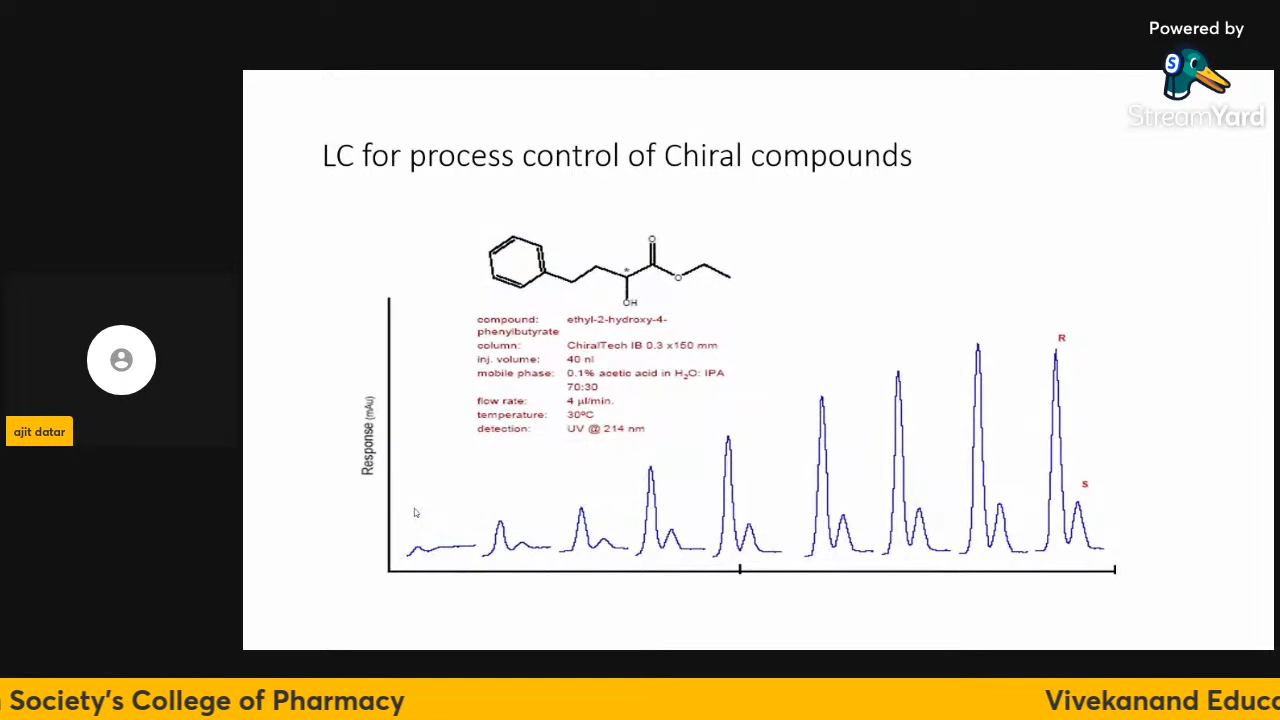 Powered by
S
StreamYard
LC for process control of Chiral compounds
O
*
O
OH
compound: ethyl-2-hydroxy-4-
phenylbutyrate
column: ChiralTech IB 0.3 x150 mm
inj. volume: 40 nl
mobile phase: 0.1% acetic acid in H₂O: IPA
70:30
flow rate: 4 µl/min.
temperature: 30ºC
detection: UV @ 214 nm
Response (mAu)
R
S
ajit datar
Society's College of Pharmacy
Vivekanand